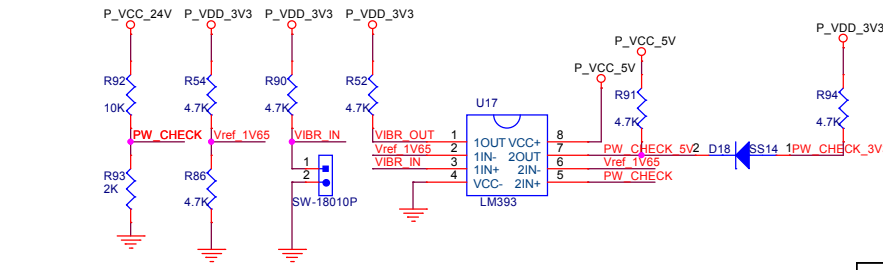 P_VCC_24V P_VDD_3V3 P_VDD_3V3 P_VDD_3V3
P_VDD_3V3
P_VCC_5V
P_VCC_5V
R92 R54 R90 R52 R91 R94
10K 4.7K 4.7K 4.7K 4.7K 4.7K
U17
PW_CHECK Vref_1V65 VIBR_IN
VIBR_OUT 1 1OUT VCC+ 8
Vref_1V65 2 1IN- 2OUT 7 PW_CHECK_5V 2 D18 SS14 1 PW_CHECK_3V
VIBR_IN 3 1IN+ 2IN- 6 Vref_1V65
4 VCC- 2IN+ 5 PW_CHECK
LM393
1
2
SW-18010P
R93 R86
2K 4.7K